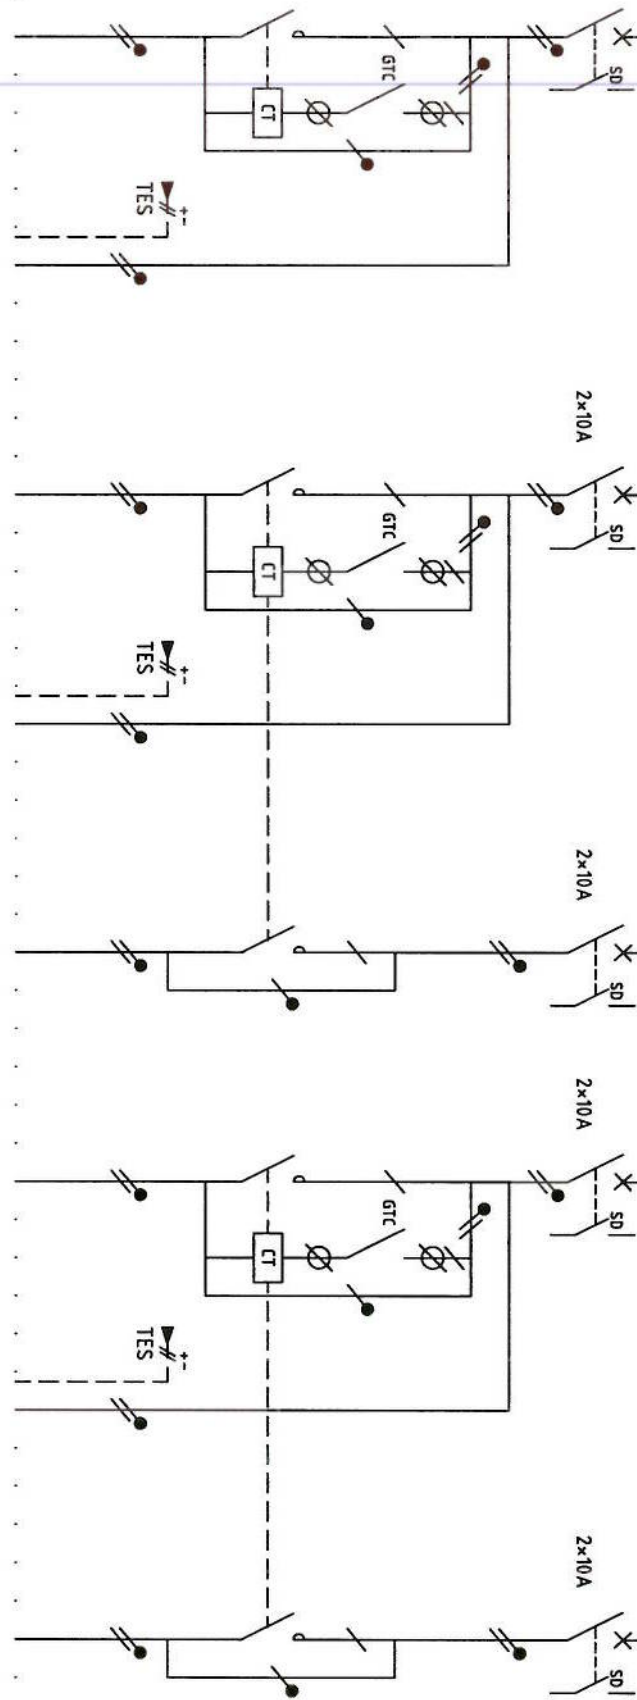 SD
GTC
CT
TES
+-
2×10A
SD
GTC
CT
TES
+-
2×10A
SD
2×10A
SD
GTC
CT
TES
+-
2×10A
SD